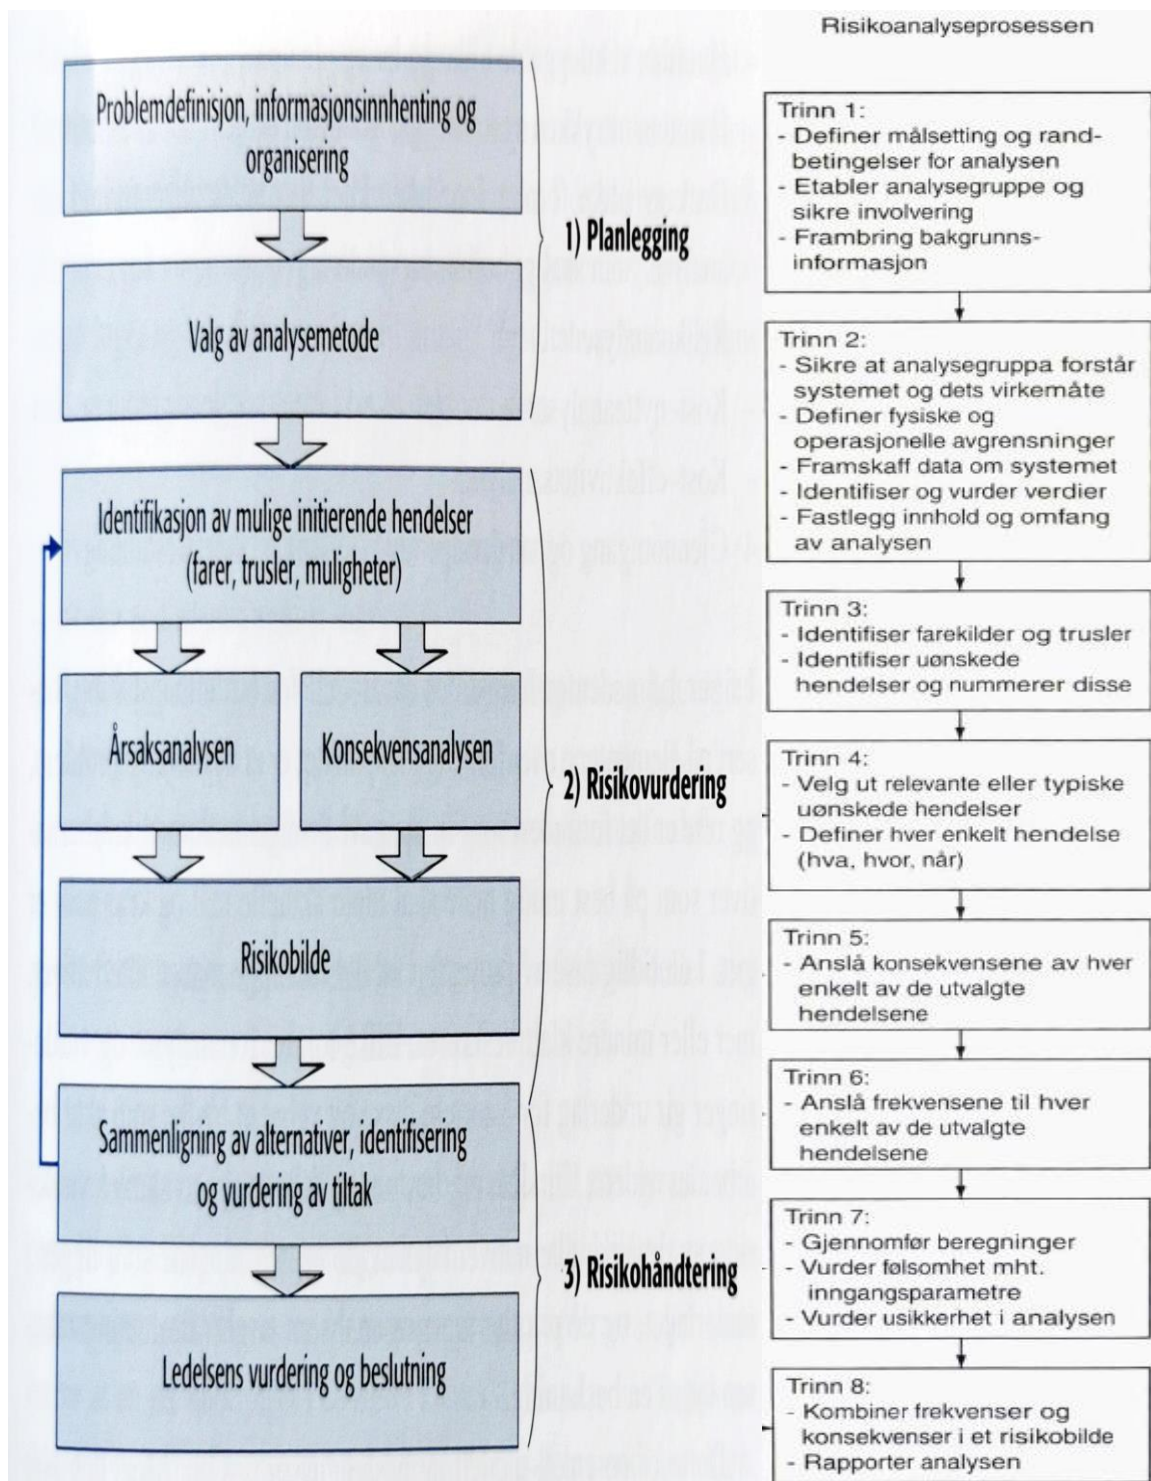 Problemdefinisjon, informasjonsinnhenting og
organisering
Valg av analysemetode
1) Planlegging
Identifikasjon av mulige initierende hendelser
(farer, trusler, muligheter)
Årsaksanalysen
Konsekvensanalysen
2) Risikovurdering
Risikobilde
Sammenligning av alternativer, identifisering
og vurdering av tiltak
3) Risikohåndtering
Ledelsens vurdering og beslutning
Risikoanalyseprosessen
Trinn 1:
- Definer målsetting og rand-
betingelser for analysen
- Etabler analysegruppe og
sikre involvering
- Frambring bakgrunns-
informasjon
Trinn 2:
- Sikre at analysegruppa forstår
systemet og dets virkemåte
- Definer fysiske og
operasjonelle avgrensninger
- Framskaff data om systemet
- Identifiser og vurder verdier
- Fastlegg innhold og omfang
av analysen
Trinn 3:
- Identifiser farekilder og trusler
- Identifiser uønskede
hendelser og nummerer disse
Trinn 4:
- Velg ut relevante eller typiske
uønskede hendelser
- Definer hver enkelt hendelse
(hva, hvor, når)
Trinn 5:
- Anslå konsekvensene av hver
enkelt av de utvalgte
hendelsene
Trinn 6:
- Anslå frekvensene til hver
enkelt av de utvalgte
hendelsene
Trinn 7:
- Gjennomfør beregninger
- Vurder følsomhet mht.
inngangsparametre
- Vurder usikkerhet i analysen
Trinn 8:
- Kombiner frekvenser og
konsekvenser i et risikobilde
- Rapporter analysen